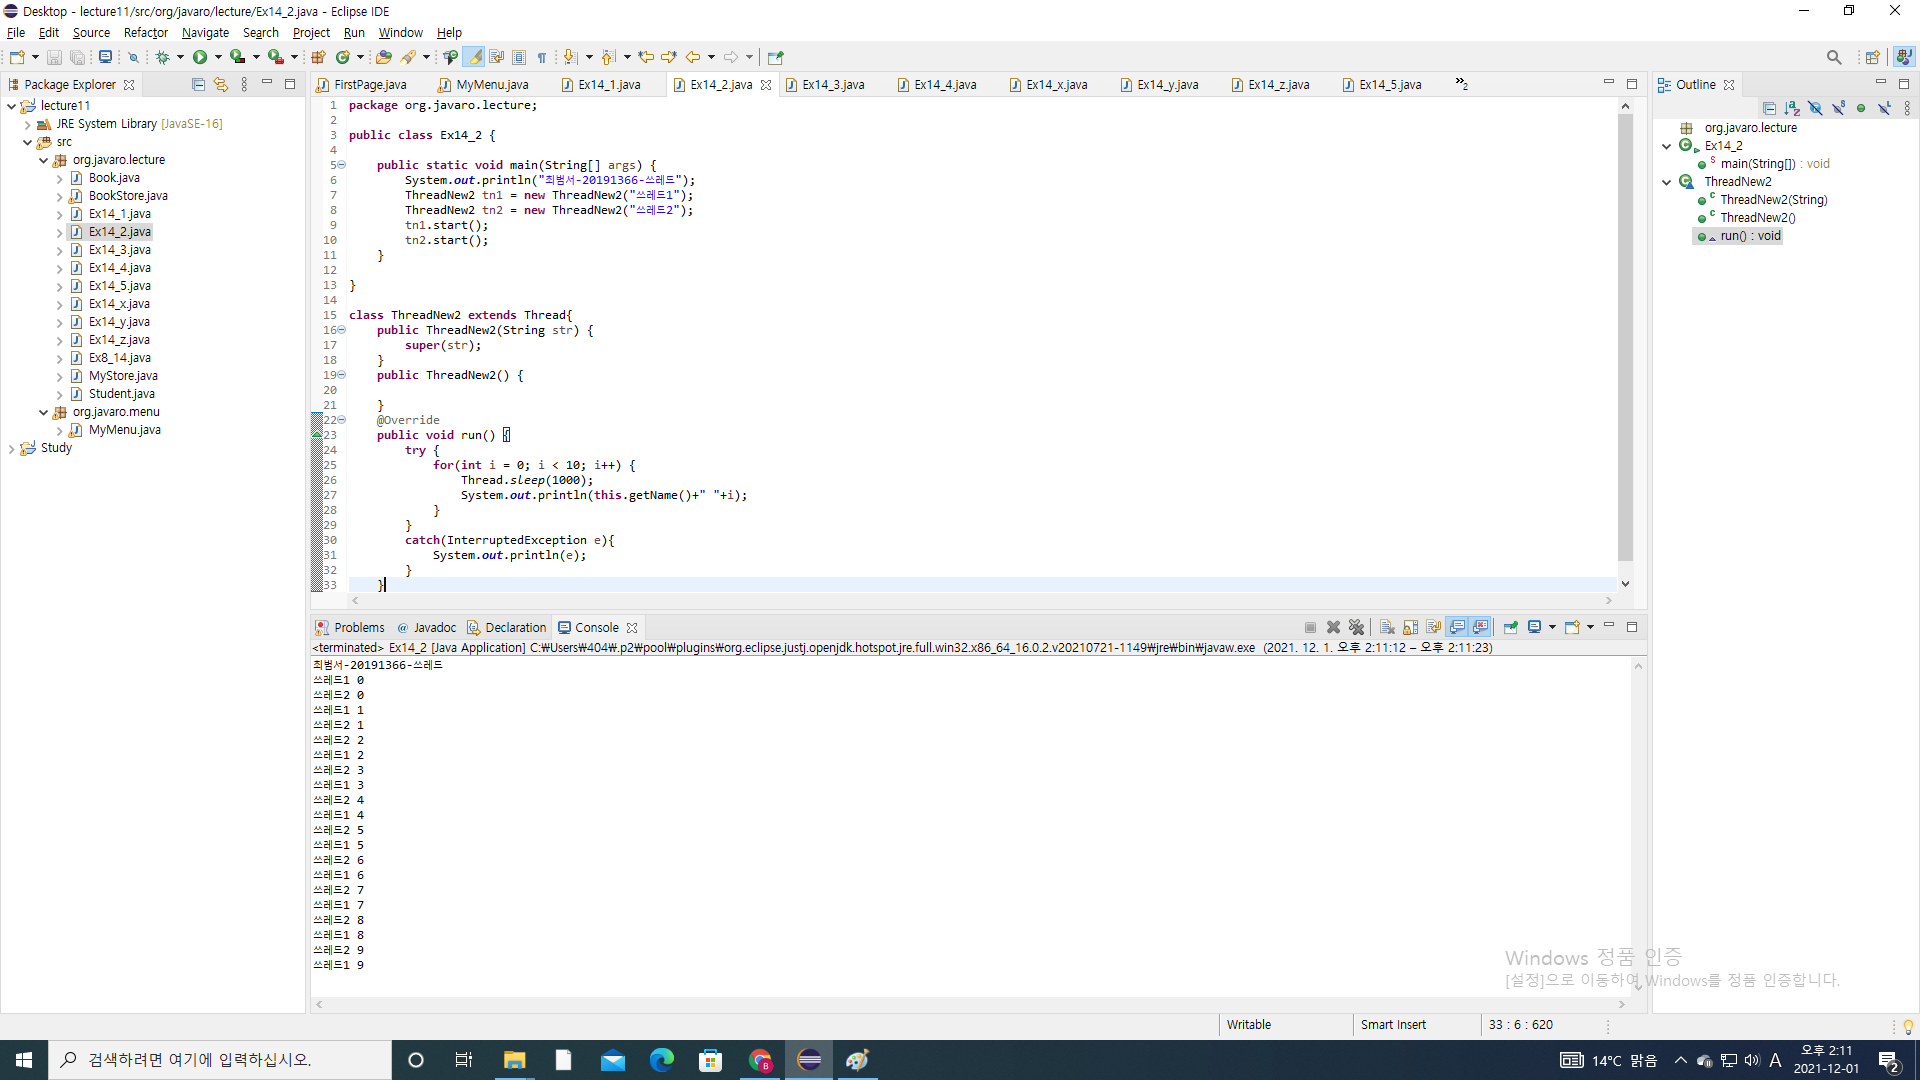 Desktop - lecture11/src/org/javaro/lecture/Ex14_2.java - Eclipse IDE
File Edit Source Refactor Navigate Search Project Run Window Help
Package Explorer
lecture11
JRE System Library [JavaSE-16]
src
org.javaro.lecture
Book.java
BookStore.java
Ex14_1.java
Ex14_2.java
Ex14_3.java
Ex14_4.java
Ex14_5.java
Ex14_x.java
Ex14_y.java
Ex14_z.java
Ex8_14.java
MyStore.java
Student.java
org.javaro.menu
MyMenu.java
Study
FirstPage.java MyMenu.java Ex14_1.java Ex14_2.java Ex14_3.java Ex14_4.java Ex14_x.java Ex14_y.java Ex14_z.java Ex14_5.java »2
1 package org.javaro.lecture;
2
3 public class Ex14_2 {
4
5 public static void main(String[] args) {
6 System.out.println("최범서-20191366-쓰레드");
7 ThreadNew2 tn1 = new ThreadNew2("쓰레드1");
8 ThreadNew2 tn2 = new ThreadNew2("쓰레드2");
9 tn1.start();
10 tn2.start();
11 }
12
13 }
14
15 class ThreadNew2 extends Thread{
16 public ThreadNew2(String str) {
17 super(str);
18 }
19 public ThreadNew2() {
20
21 }
22 @Override
23 public void run() {
24 try {
25 for(int i = 0; i < 10; i++) {
26 Thread.sleep(1000);
27 System.out.println(this.getName()+" "+i);
28 }
29 }
30 catch(InterruptedException e){
31 System.out.println(e);
32 }
33 }
Problems @ Javadoc Declaration Console
<terminated> Ex14_2 [Java Application] C:₩Users₩404₩.p2₩pool₩plugins₩org.eclipse.justj.openjdk.hotspot.jre.full.win32.x86_64_16.0.2.v20210721-1149₩jre₩bin₩javaw.exe (2021. 12. 1. 오후 2:11:12 – 오후 2:11:23)
최범서-20191366-쓰레드
쓰레드1 0
쓰레드2 0
쓰레드1 1
쓰레드2 1
쓰레드2 2
쓰레드1 2
쓰레드2 3
쓰레드1 3
쓰레드2 4
쓰레드1 4
쓰레드2 5
쓰레드1 5
쓰레드2 6
쓰레드1 6
쓰레드2 7
쓰레드1 7
쓰레드2 8
쓰레드1 8
쓰레드2 9
쓰레드1 9
Outline
org.javaro.lecture
Ex14_2
main(String[]) : void
ThreadNew2
ThreadNew2(String)
ThreadNew2()
run() : void
Windows 정품 인증
[설정]으로 이동하여 Windows를 정품 인증합니다.
Writable Smart Insert 33 : 6 : 620
검색하려면 여기에 입력하십시오.
14°C 맑음 A 오후 2:11
2021-12-01
2